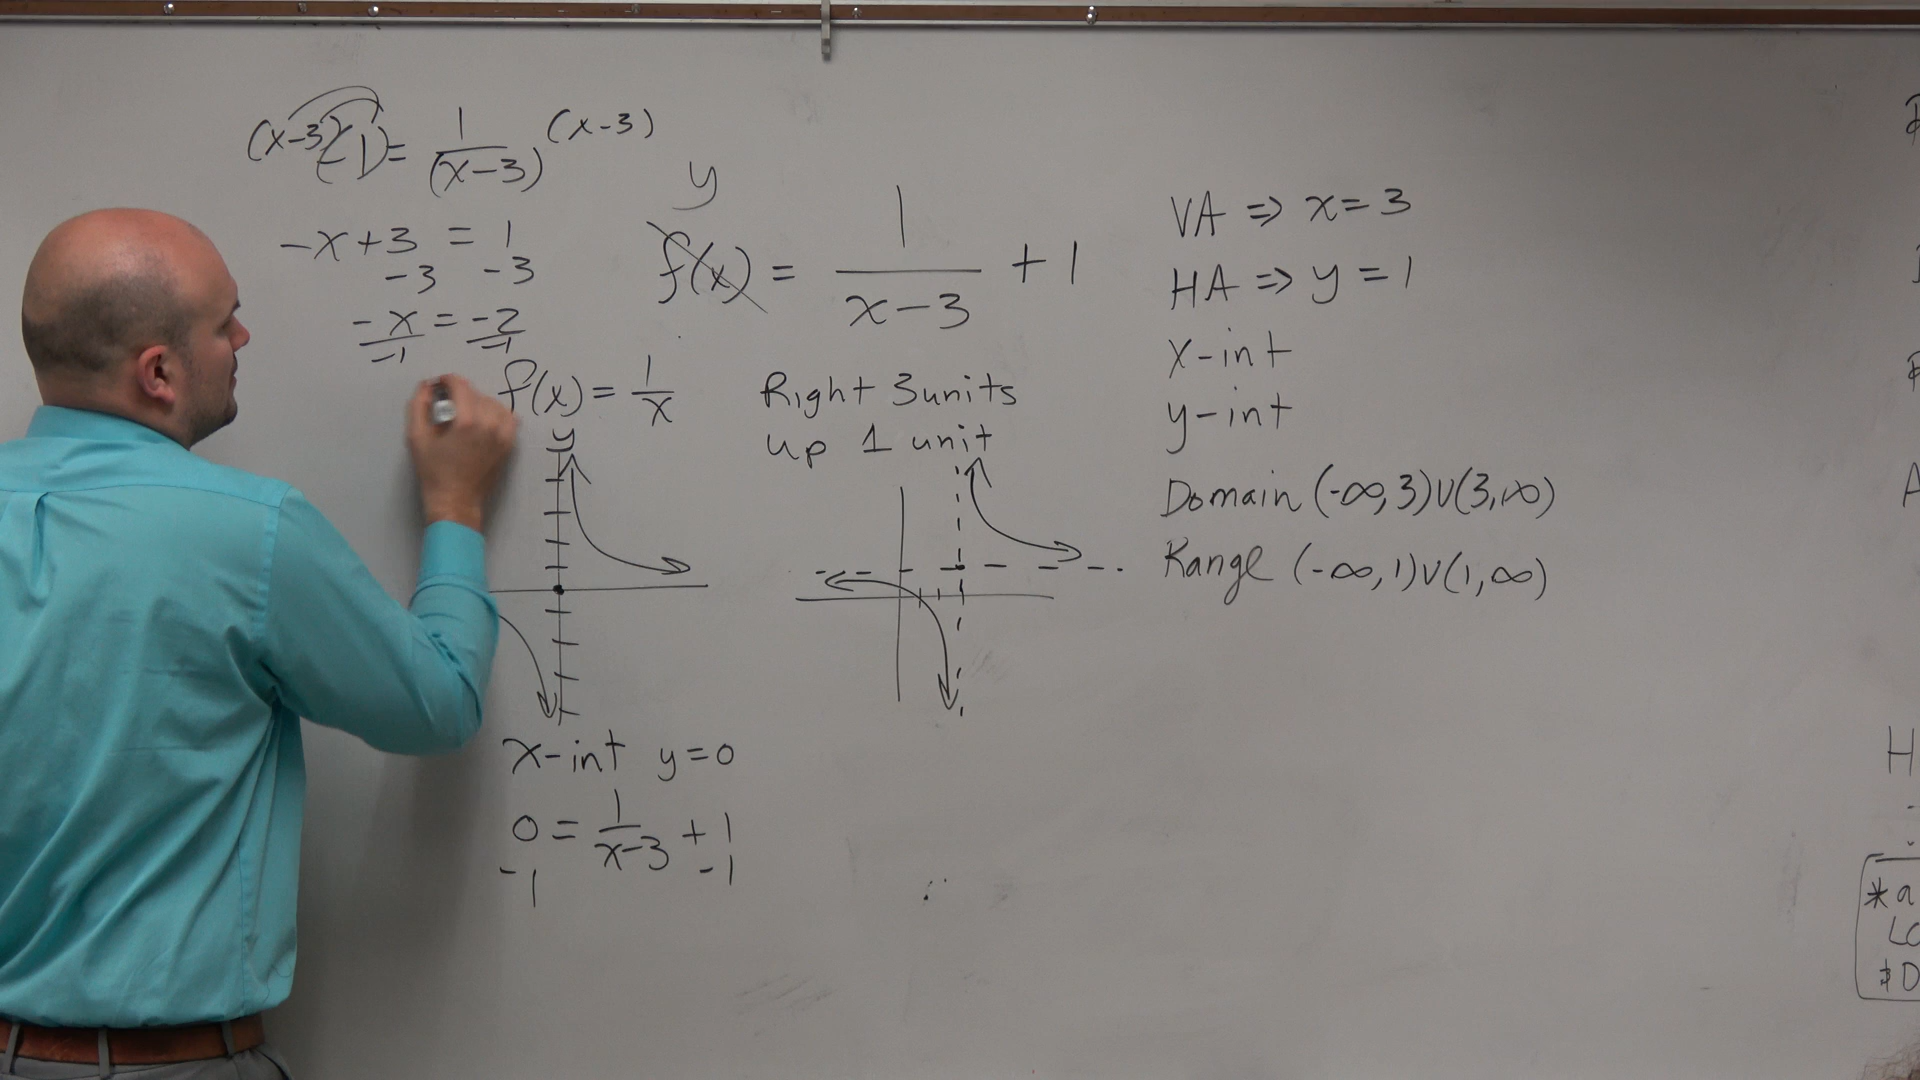 (x-3)(-1) = 1/(x-3) (x-3)
-x+3 = 1
-3 -3
-x = -2
-1 -1
y
f(x) = 1/(x-3) + 1
f(x) = 1/x
y
Right 3units
up 1 unit
x-int y=0
0 = 1/(x-3) + 1
-1 -1
VA ⇒ x=3
HA ⇒ y=1
x-int
y-int
Domain (-∞,3)∪(3,∞)
Range (-∞,1)∪(1,∞)
A
H
*a